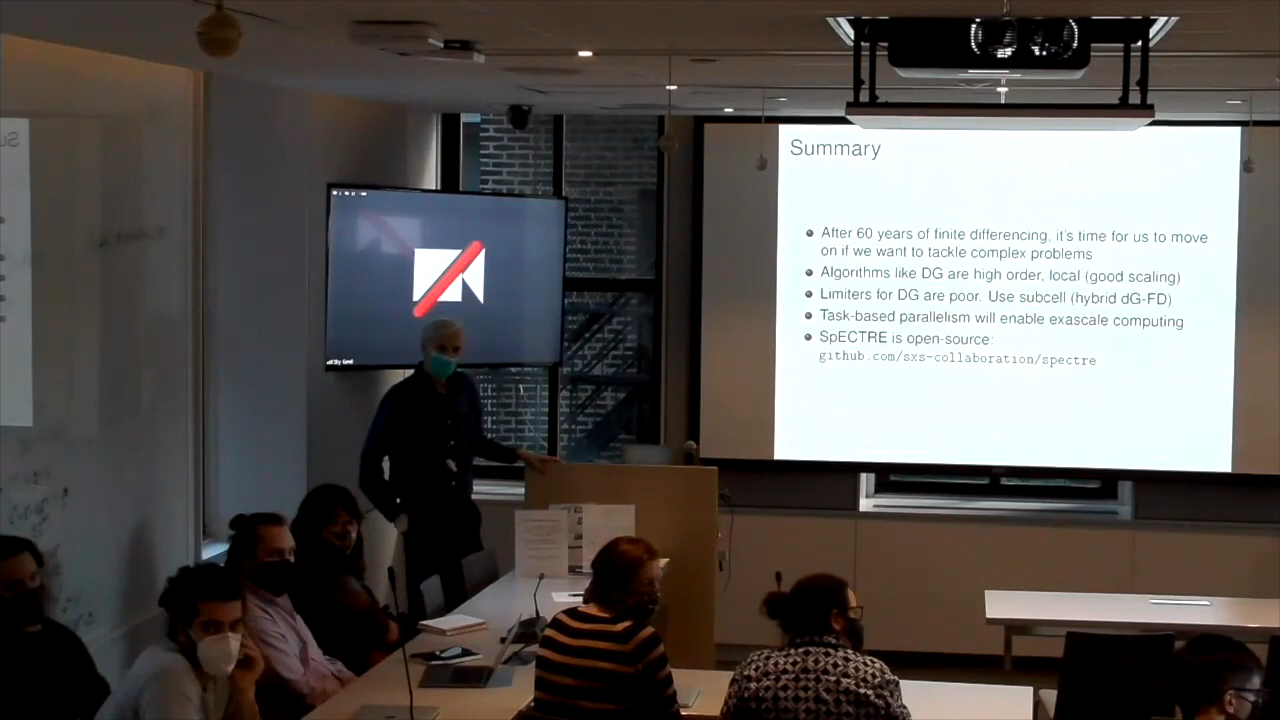 Summary
After 60 years of finite differencing, it's time for us to move
on if we want to tackle complex problems
Algorithms like DG are high order, local (good scaling)
Limiters for DG are poor. Use subcell (hybrid dG-FD)
Task-based parallelism will enable exascale computing
SpECTRE is open-source:
github.com/sxs-collaboration/spectre